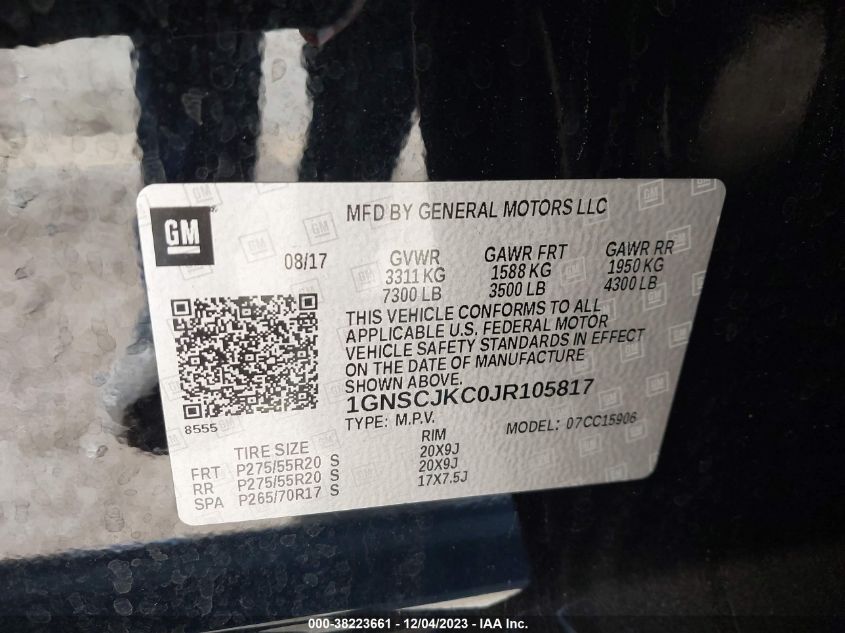 GM
MFD BY GENERAL MOTORS LLC
08/17
GVWR GAWR FRT GAWR RR
3311 KG 1588 KG 1950 KG
7300 LB 3500 LB 4300 LB
THIS VEHICLE CONFORMS TO ALL
APPLICABLE U.S. FEDERAL MOTOR
VEHICLE SAFETY STANDARDS IN EFFECT
ON THE DATE OF MANUFACTURE
SHOWN ABOVE.
1GNSCJKC0JR105817
8555
TYPE: M.P.V. MODEL: 07CC15906
TIRE SIZE RIM
FRT P275/55R20 S 20X9J
RR P275/55R20 S 20X9J
SPA P265/70R17 S 17X7.5J
000-38223661 - 12/04/2023 - IAA Inc.